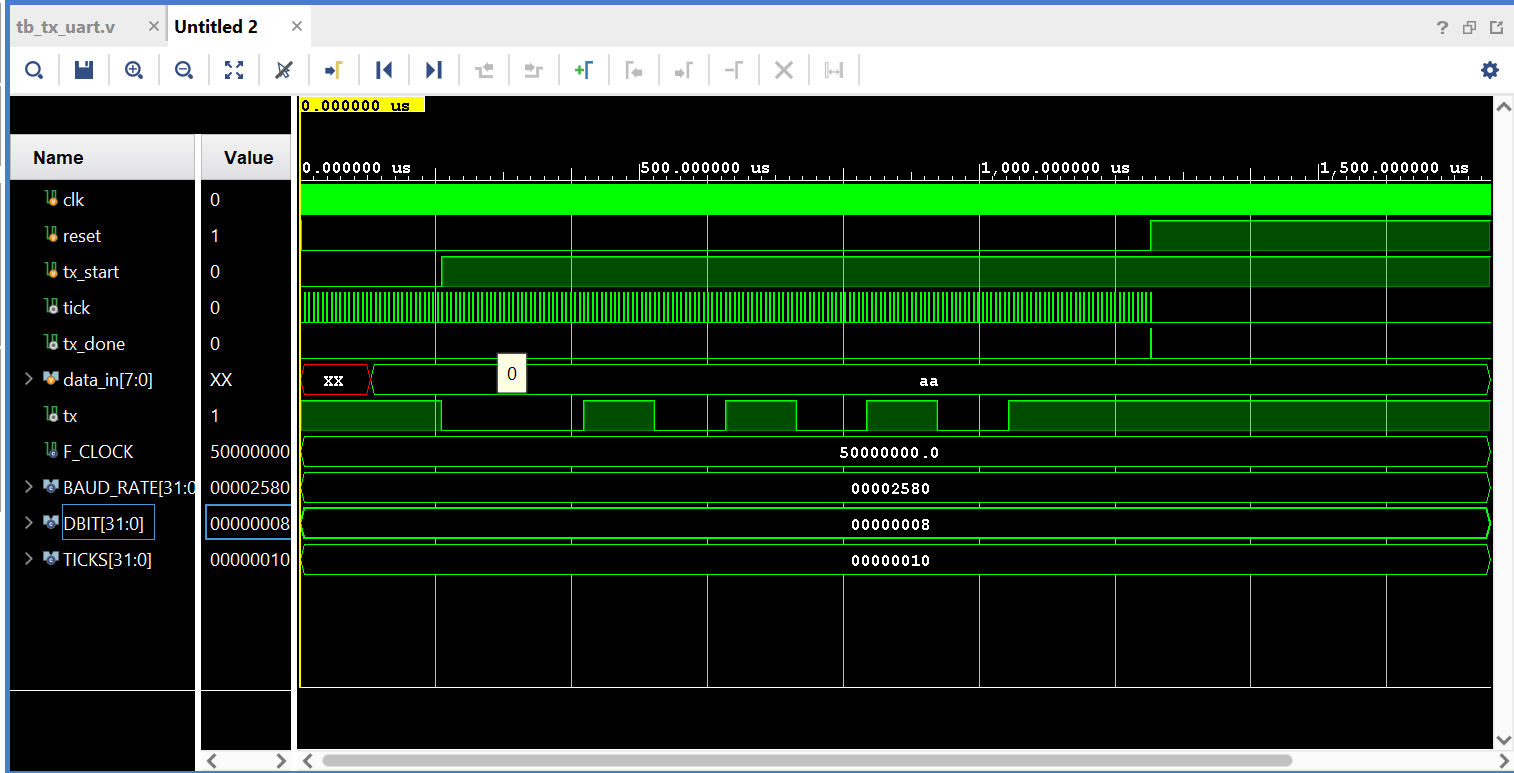 tb_tx_uart.v × Untitled 2 ×
?
0.000000 us
Name Value
0.000000 us 500.000000 us 1,000.000000 us 1,500.000000 us
clk 0
reset 1
tx_start 0
tick 0
tx_done 0
data_in[7:0] XX XX 0 aa
tx 1
F_CLOCK 50000000 50000000.0
BAUD_RATE[31:0 00002580 00002580
DBIT[31:0] 00000008 00000008
TICKS[31:0] 00000010 00000010